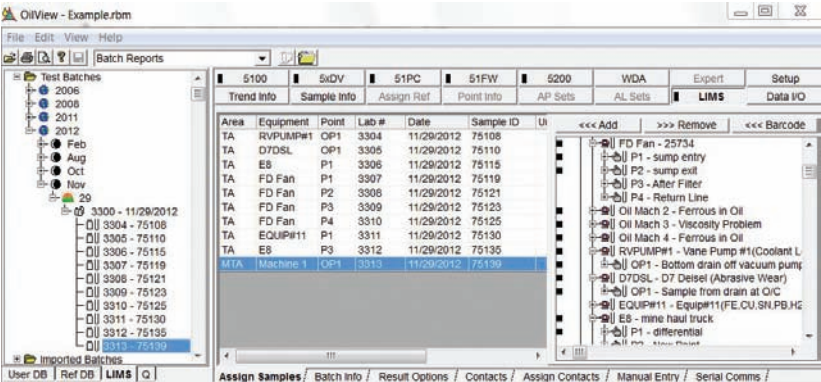 OilView - Example.rbm
File Edit View Help
Batch Reports
Test Batches
2006
2008
2011
2012
Feb
Aug
Oct
Nov
29
3300 - 11/29/2012
3304 - 75108
3305 - 75110
3306 - 75115
3307 - 75119
3308 - 75121
3309 - 75123
3310 - 75125
3311 - 75130
3312 - 75135
3313 - 75139
Imported Batches
User DB Ref DB LIMS Q
5100 5xDV 51PC 51FW 5200 WDA Expert Setup
Trend Info Sample Info Assign Ref Point Info AP Sets AL Sets LIMS Data I/O
Area Equipment Point Lab # Date Sample ID
TA RVPUMP#1 OP1 3304 11/29/2012 75108
TA D7DSL OP1 3305 11/29/2012 75110
TA E8 P1 3306 11/29/2012 75115
TA FD Fan P1 3307 11/29/2012 75119
TA FD Fan P2 3308 11/29/2012 75121
TA FD Fan P3 3309 11/29/2012 75123
TA FD Fan P4 3310 11/29/2012 75125
TA EQUIP#11 P1 3311 11/29/2012 75130
TA E8 P3 3312 11/29/2012 75135
MTA Machine 1 OP1 3313 11/29/2012 75139
<<< Add >>> Remove <<< Barcode
FD Fan - 25734
P1 - sump entry
P2 - sump exit
P3 - After Filter
P4 - Return Line
Oil Mach 2 - Ferrous in Oil
Oil Mach 3 - Viscosity Problem
Oil Mach 4 - Ferrous in Oil
RVPUMP#1 - Vane Pump #1(Coolant L
OP1 - Bottom drain off vacuum pump
D7DSL - D7 Deisel (Abrasive Wear)
OP1 - Sample from drain at O/C
EQUIP#11 - Equip#11(FE,CU,SN,PB,H2
E8 - mine haul truck
P1 - differential
Assign Samples Batch Info Result Options Contacts Assign Contacts Manual Entry Serial Comms